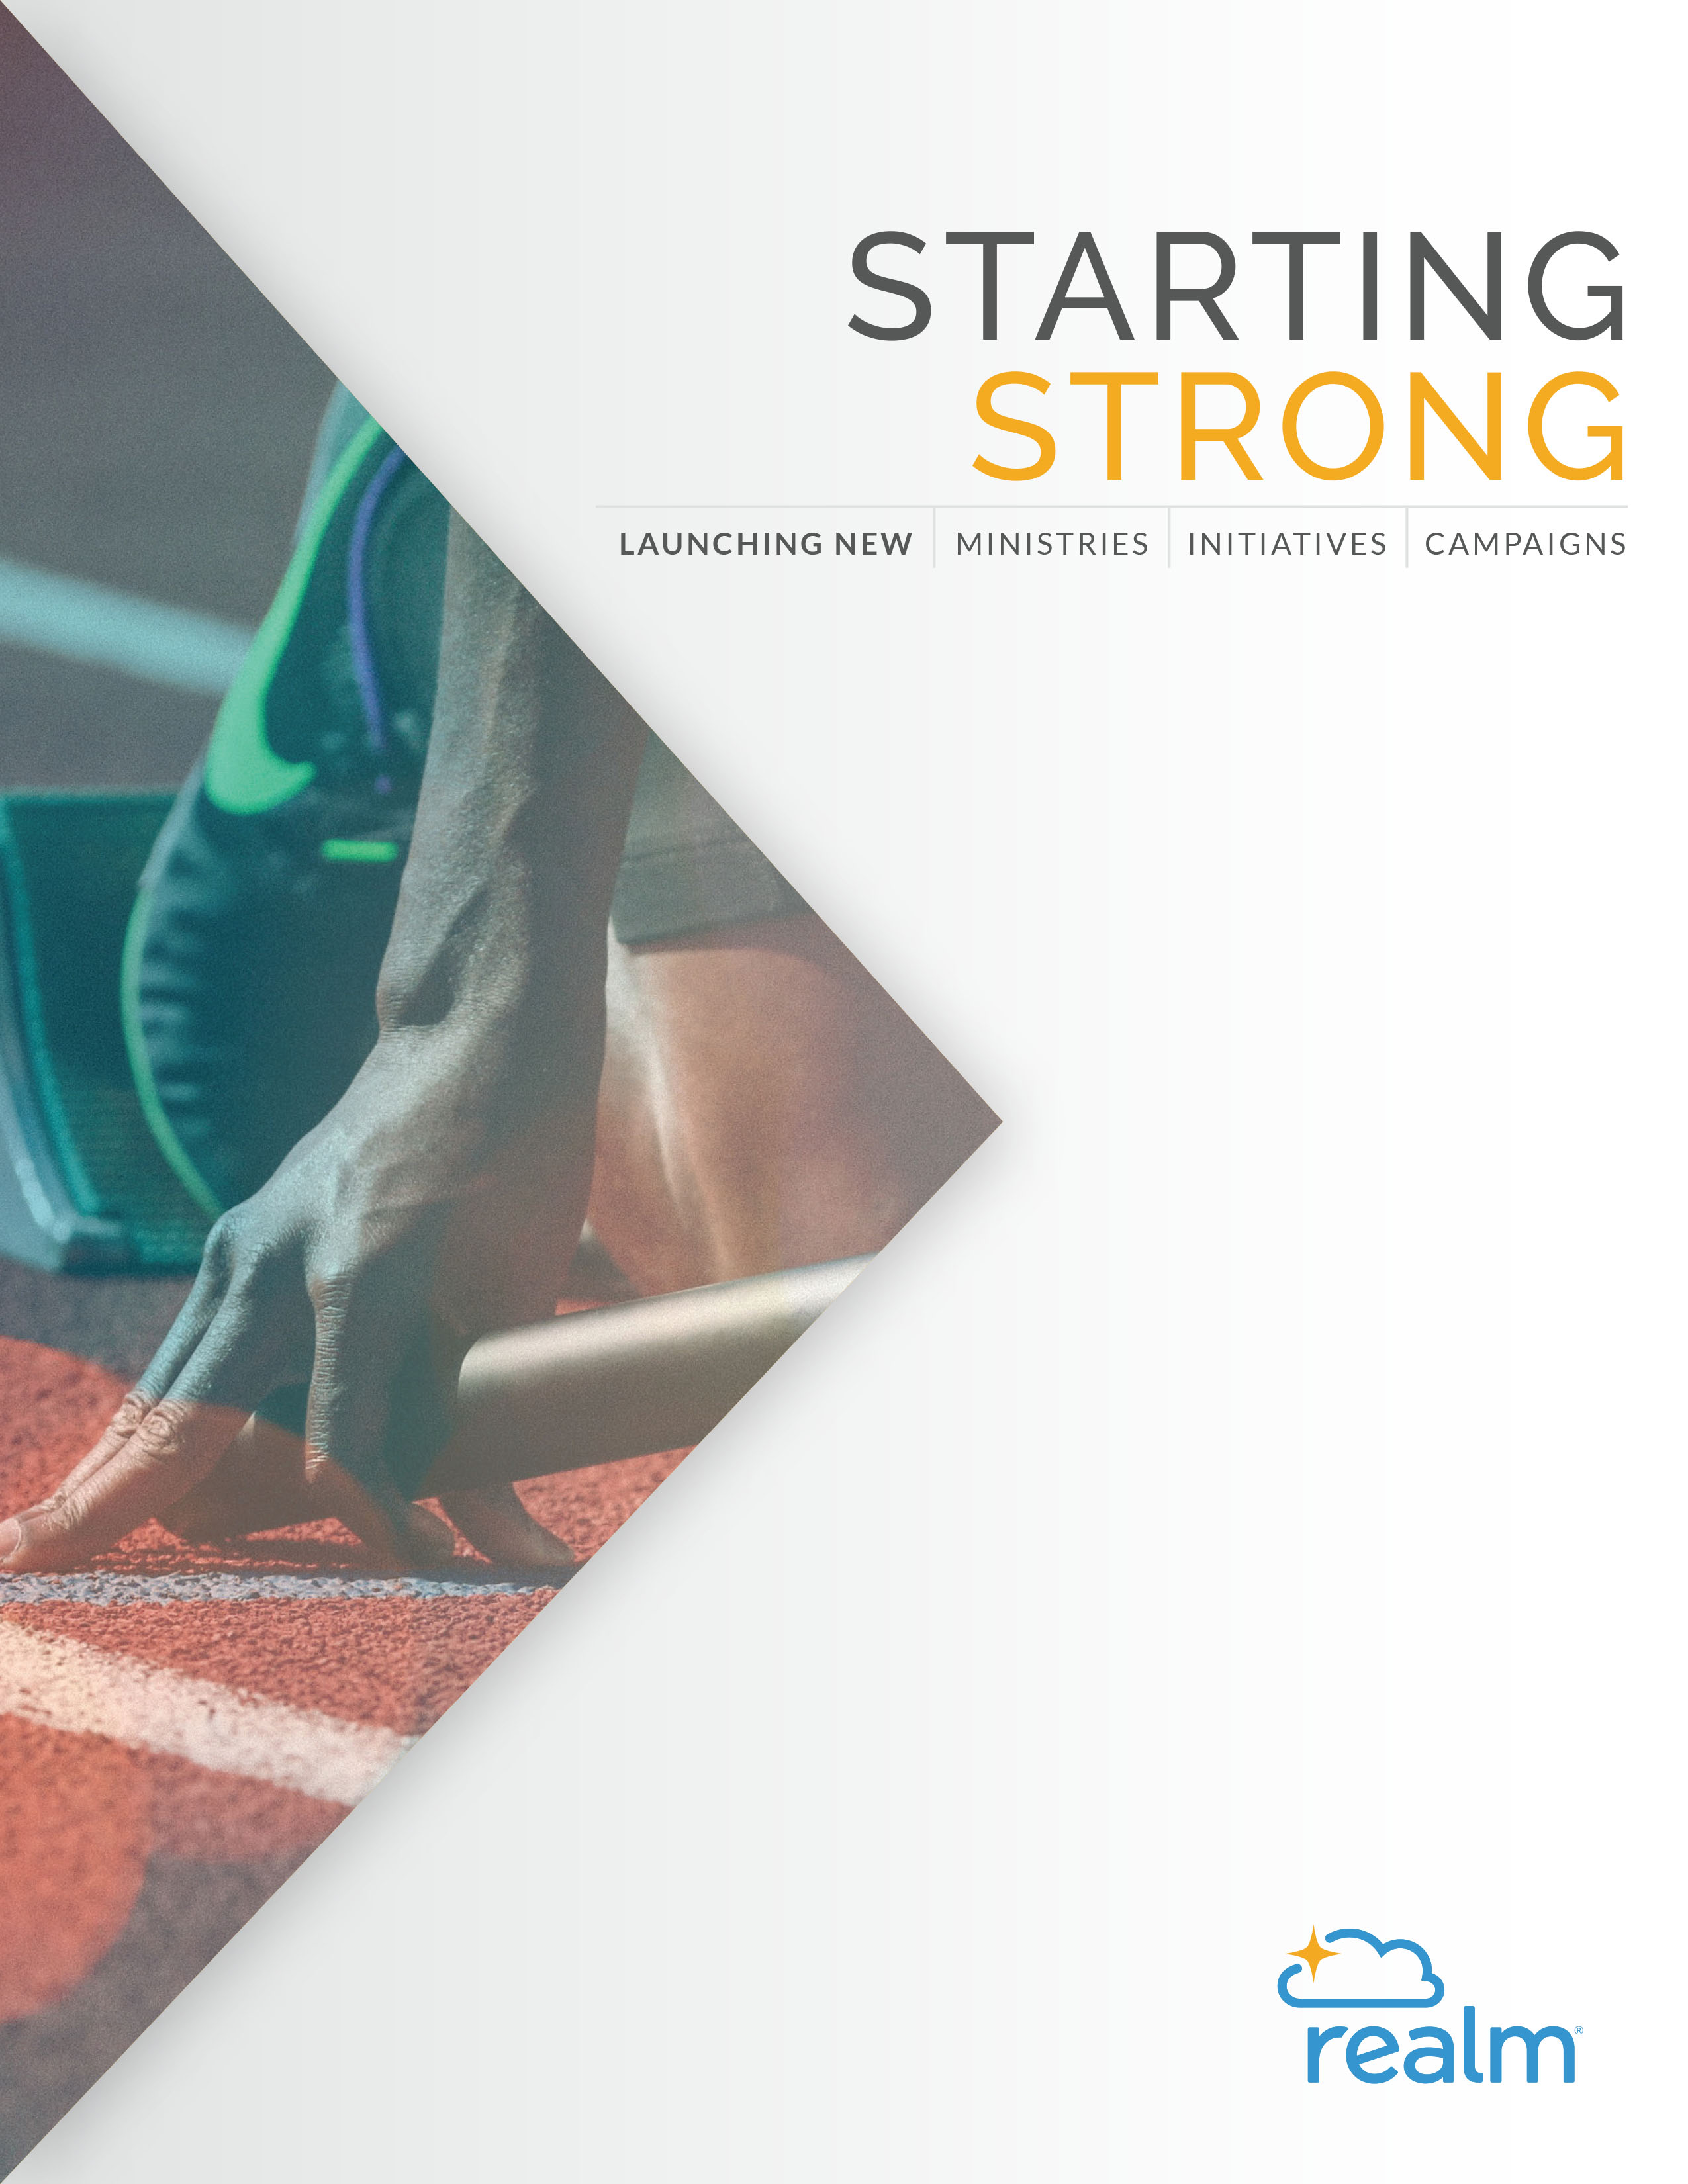 STARTING
STRONG
LAUNCHING NEW MINISTRIES INITIATIVES CAMPAIGNS
realm®